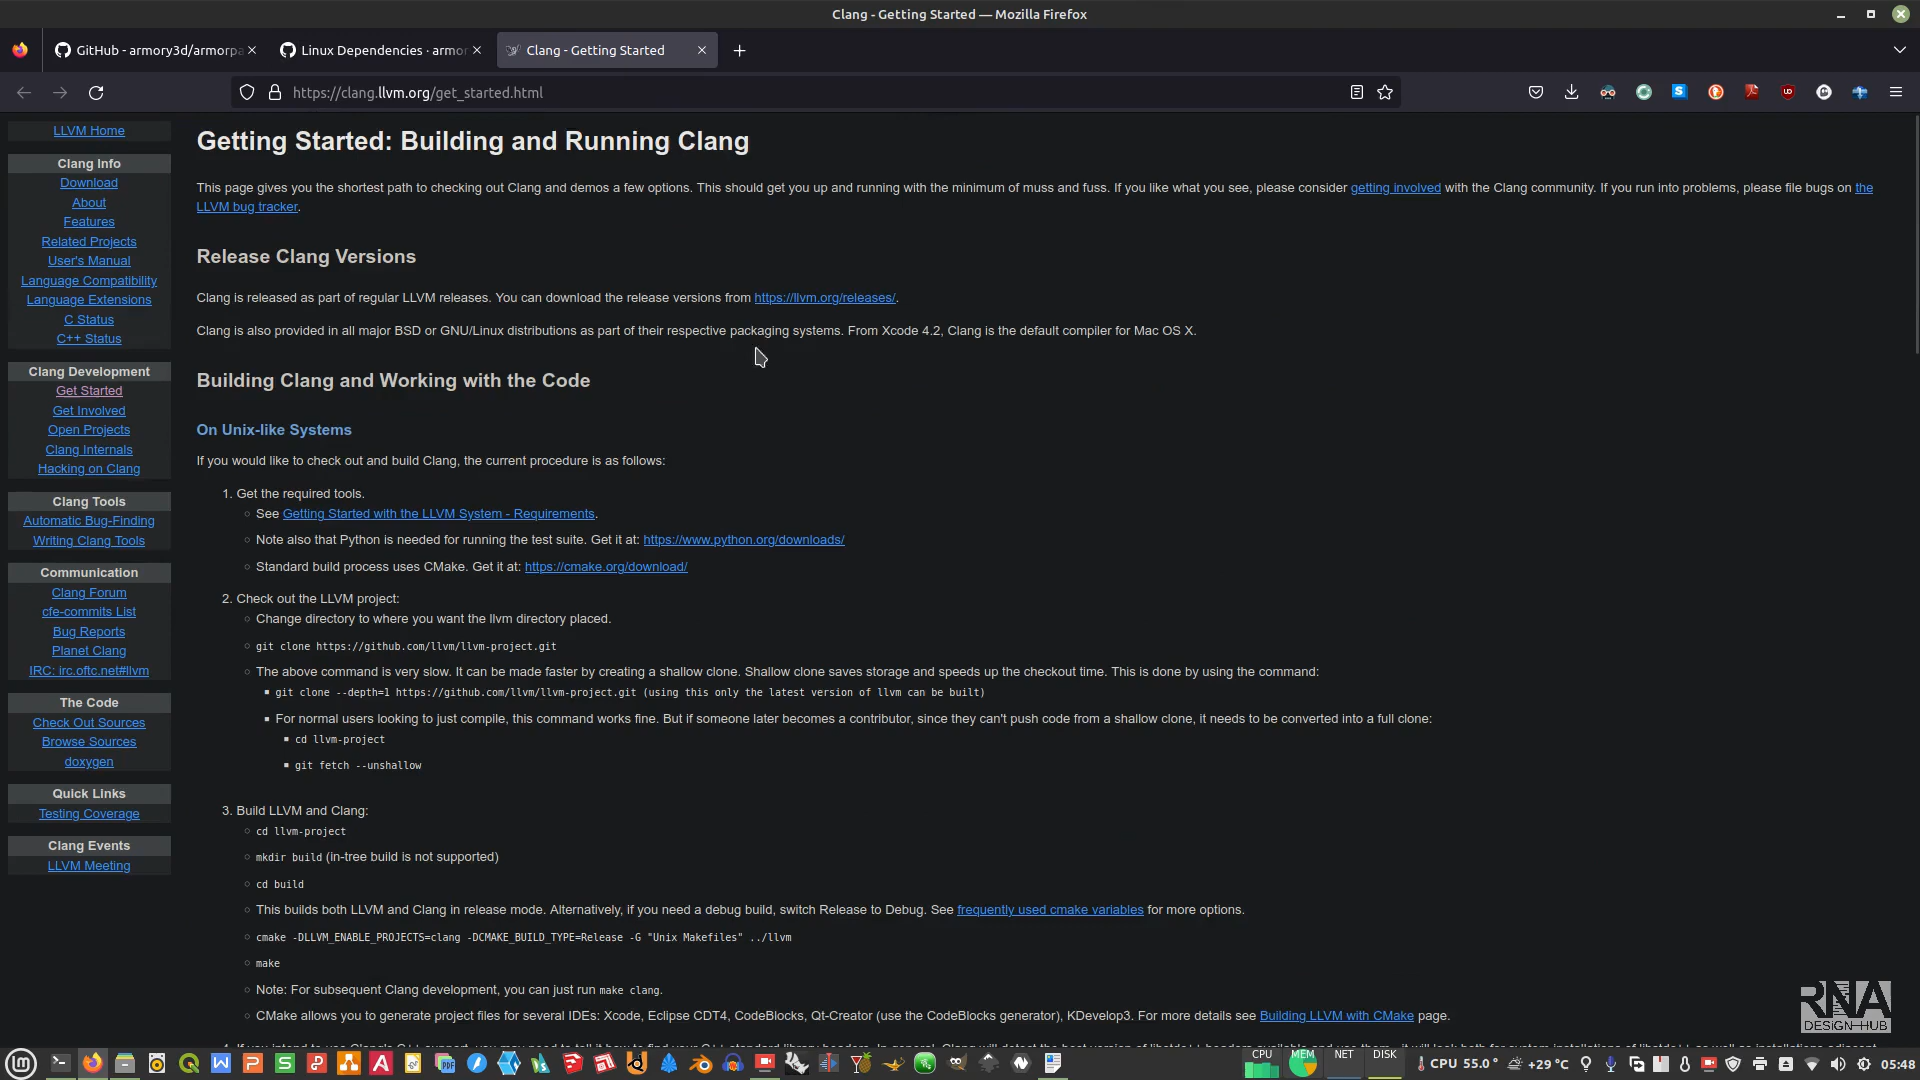 Clang - Getting Started — Mozilla Firefox
GitHub - armory3d/armorpa
Linux Dependencies · armor
Clang - Getting Started
https://clang.llvm.org/get_started.html
LLVM Home
Clang Info
Download
About
Features
Related Projects
User's Manual
Language Compatibility
Language Extensions
C Status
C++ Status
Clang Development
Get Started
Get Involved
Open Projects
Clang Internals
Hacking on Clang
Clang Tools
Automatic Bug-Finding
Writing Clang Tools
Communication
Clang Forum
cfe-commits List
Bug Reports
Planet Clang
IRC: irc.oftc.net#llvm
The Code
Check Out Sources
Browse Sources
doxygen
Quick Links
Testing Coverage
Clang Events
LLVM Meeting
Getting Started: Building and Running Clang
This page gives you the shortest path to checking out Clang and demos a few options. This should get you up and running with the minimum of muss and fuss. If you like what you see, please consider getting involved with the Clang community. If you run into problems, please file bugs on the
LLVM bug tracker.
Release Clang Versions
Clang is released as part of regular LLVM releases. You can download the release versions from https://llvm.org/releases/.
Clang is also provided in all major BSD or GNU/Linux distributions as part of their respective packaging systems. From Xcode 4.2, Clang is the default compiler for Mac OS X.
Building Clang and Working with the Code
On Unix-like Systems
If you would like to check out and build Clang, the current procedure is as follows:
1. Get the required tools.
See Getting Started with the LLVM System - Requirements.
Note also that Python is needed for running the test suite. Get it at: https://www.python.org/downloads/
Standard build process uses CMake. Get it at: https://cmake.org/download/
2. Check out the LLVM project:
Change directory to where you want the llvm directory placed.
git clone https://github.com/llvm/llvm-project.git
The above command is very slow. It can be made faster by creating a shallow clone. Shallow clone saves storage and speeds up the checkout time. This is done by using the command:
git clone --depth=1 https://github.com/llvm/llvm-project.git (using this only the latest version of llvm can be built)
For normal users looking to just compile, this command works fine. But if someone later becomes a contributor, since they can't push code from a shallow clone, it needs to be converted into a full clone:
cd llvm-project
git fetch --unshallow
3. Build LLVM and Clang:
cd llvm-project
mkdir build (in-tree build is not supported)
cd build
This builds both LLVM and Clang in release mode. Alternatively, if you need a debug build, switch Release to Debug. See frequently used cmake variables for more options.
cmake -DLLVM_ENABLE_PROJECTS=clang -DCMAKE_BUILD_TYPE=Release -G "Unix Makefiles" ../llvm
make
Note: For subsequent Clang development, you can just run make clang.
CMake allows you to generate project files for several IDEs: Xcode, Eclipse CDT4, CodeBlocks, Qt-Creator (use the CodeBlocks generator), KDevelop3. For more details see Building LLVM with CMake page.
RNA
DESIGN-HUB
CPU
MEM
NET
DISK
CPU 55.0°
+29°C
05:48